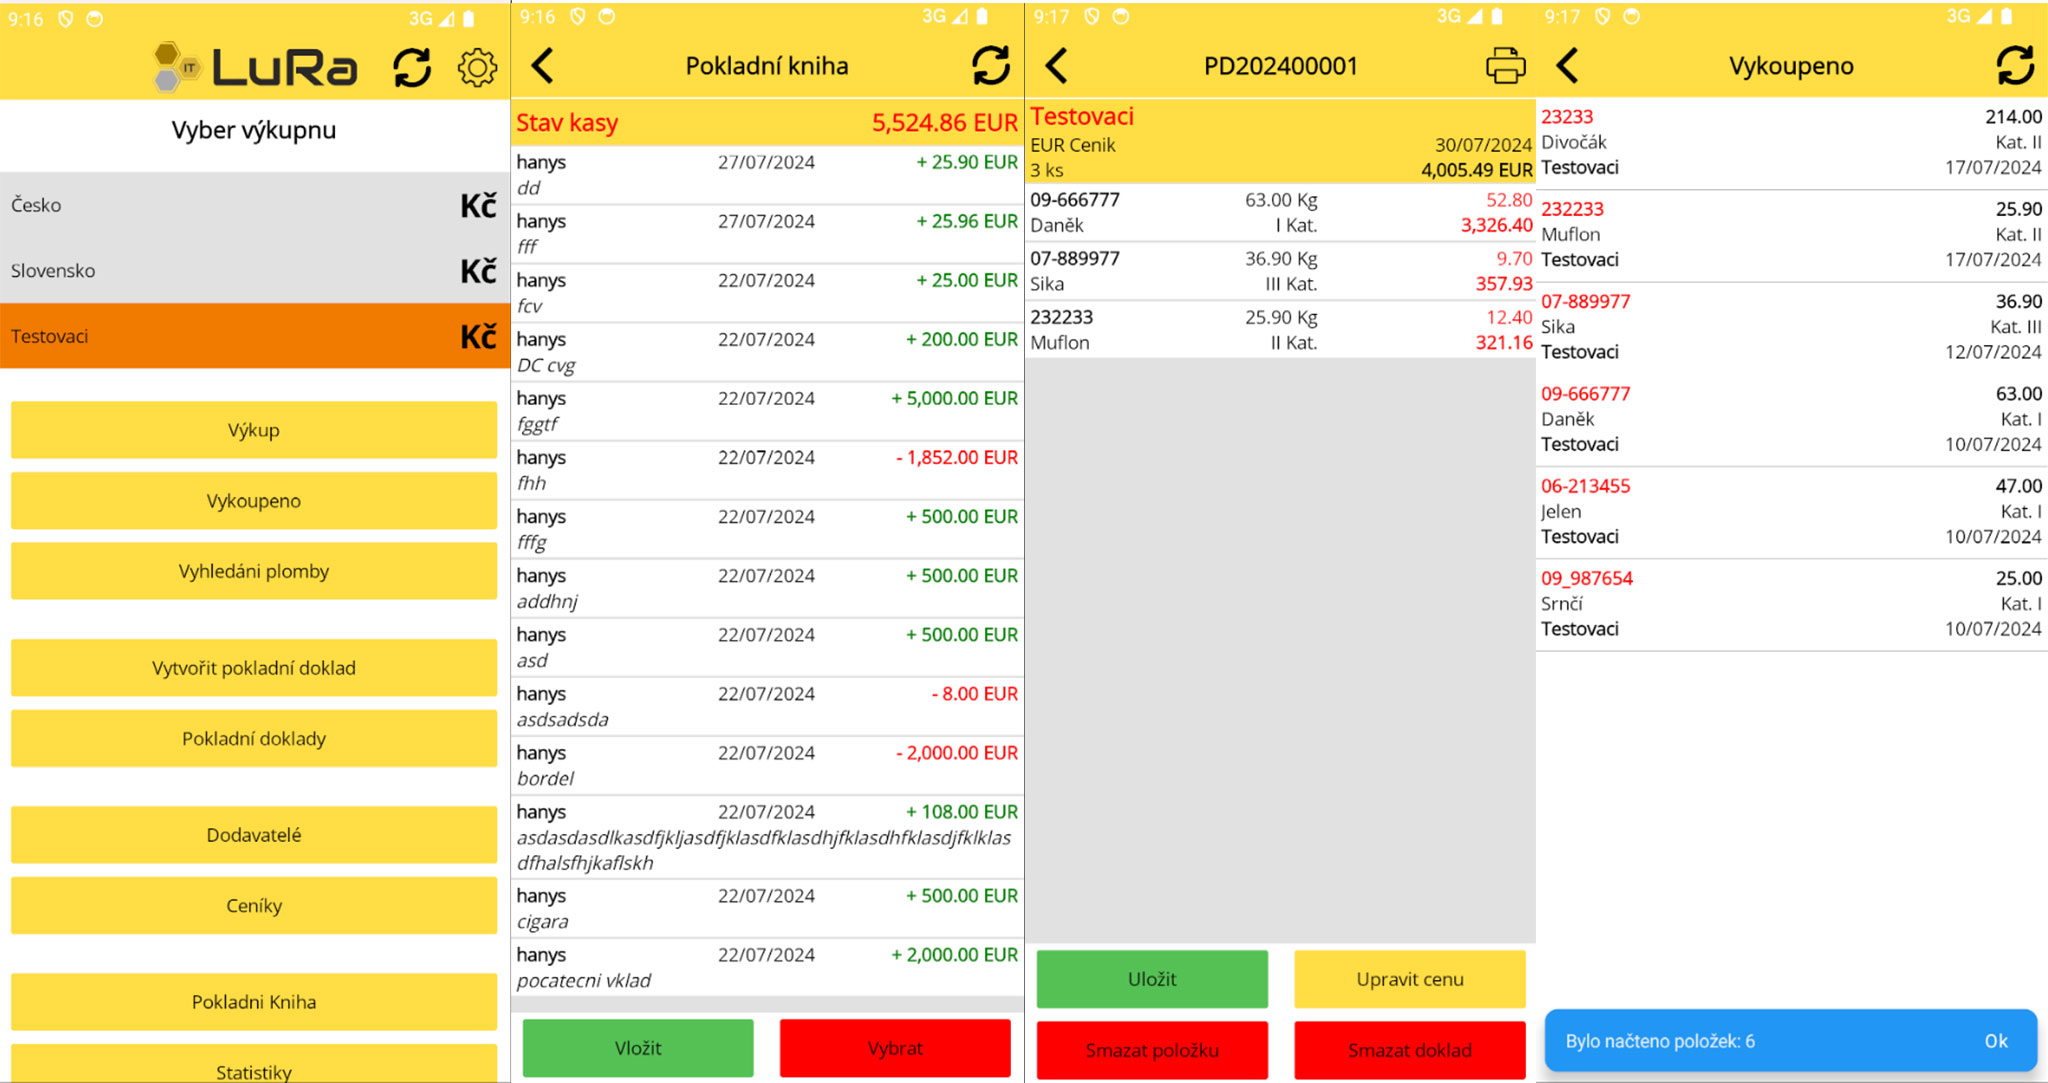 9:16 3G
IT LuRa
Vyber výkupnu
Česko Kč
Slovensko Kč
Testovaci Kč
Výkup
Vykoupeno
Vyhledáni plomby
Vytvořit pokladní doklad
Pokladní doklady
Dodavatelé
Ceníky
Pokladni Kniha
Statistiky
9:16 3G
Pokladní kniha
Stav kasy 5,524.86 EUR
hanys 27/07/2024 + 25.90 EUR
dd
hanys 27/07/2024 + 25.96 EUR
fff
hanys 22/07/2024 + 25.00 EUR
fcv
hanys 22/07/2024 + 200.00 EUR
DC cvg
hanys 22/07/2024 + 5,000.00 EUR
fggtf
hanys 22/07/2024 - 1,852.00 EUR
fhh
hanys 22/07/2024 + 500.00 EUR
fffg
hanys 22/07/2024 + 500.00 EUR
addhnj
hanys 22/07/2024 + 500.00 EUR
asd
hanys 22/07/2024 - 8.00 EUR
asdsadsda
hanys 22/07/2024 - 2,000.00 EUR
bordel
hanys 22/07/2024 + 108.00 EUR
asdasdasdlkasdfjkljasdfjklasdfklasdhjfklasdhfklasdjfklklas
dfhalsfhjkaflskh
hanys 22/07/2024 + 500.00 EUR
cigara
hanys 22/07/2024 + 2,000.00 EUR
pocatecni vklad
Vložit Vybrat
9:17 3G
PD202400001
Testovaci
EUR Cenik 30/07/2024
3 ks 4,005.49 EUR
09-666777 63.00 Kg 52.80
Daněk I Kat. 3,326.40
07-889977 36.90 Kg 9.70
Sika III Kat. 357.93
232233 25.90 Kg 12.40
Muflon II Kat. 321.16
Uložit Upravit cenu
Smazat položku Smazat doklad
9:17 3G
Vykoupeno
23233 214.00
Divočák Kat. II
Testovaci 17/07/2024
232233 25.90
Muflon Kat. II
Testovaci 17/07/2024
07-889977 36.90
Sika Kat. III
Testovaci 12/07/2024
09-666777 63.00
Daněk Kat. I
Testovaci 10/07/2024
06-213455 47.00
Jelen Kat. I
Testovaci 10/07/2024
09_987654 25.00
Srnčí Kat. I
Testovaci 10/07/2024
Bylo načteno položek: 6 Ok